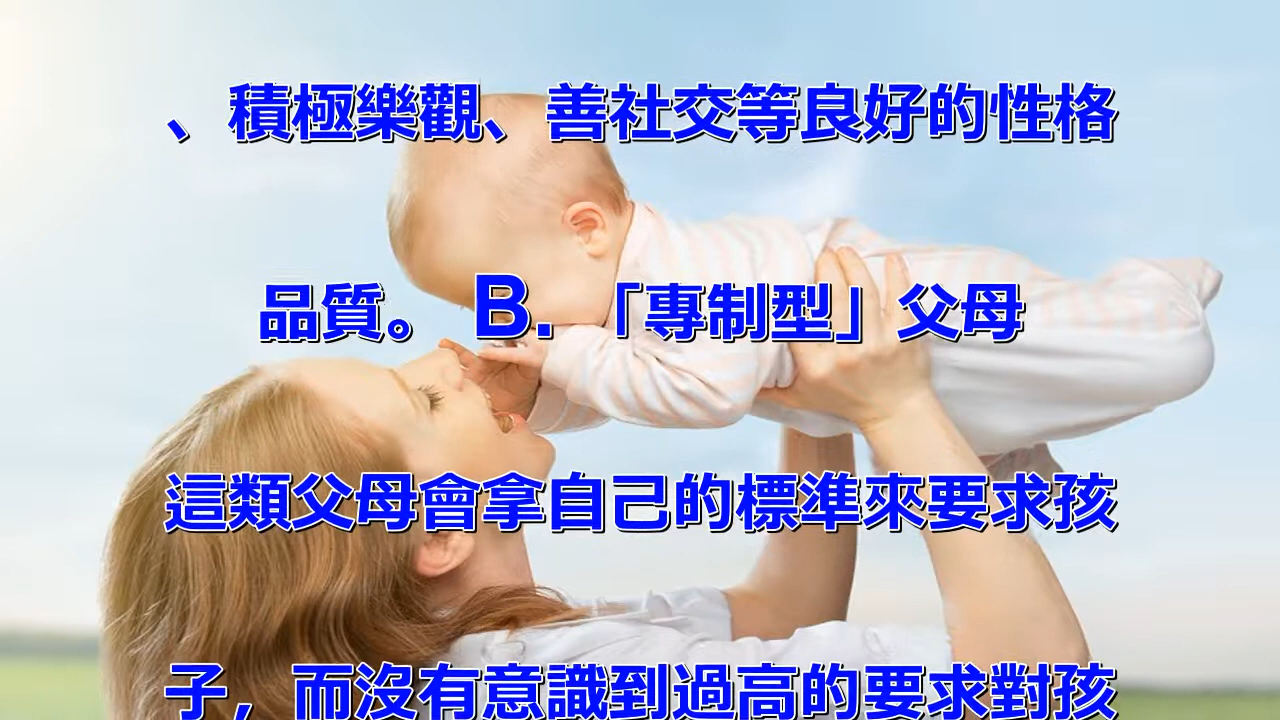 、積極樂觀、善社交等良好的性格
品質。 B. 「專制型」父母
這類父母會拿自己的標準來要求孩
子，而沒有意識到過高的要求對孩